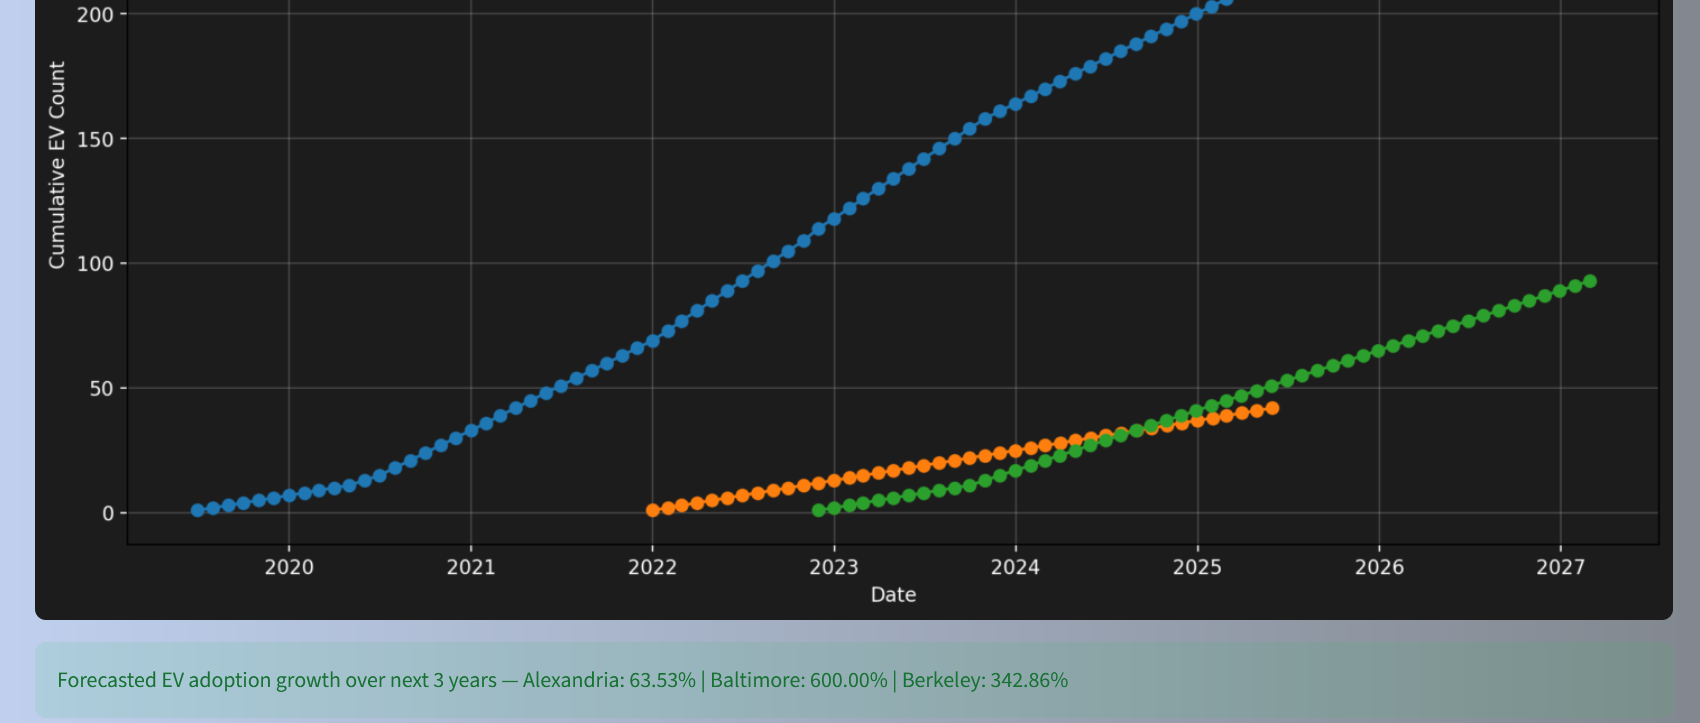 200
150
100
50
0
Cumulative EV Count
2020 2021 2022 2023 2024 2025 2026 2027
Date
Forecasted EV adoption growth over next 3 years — Alexandria: 63.53% | Baltimore: 600.00% | Berkeley: 342.86%